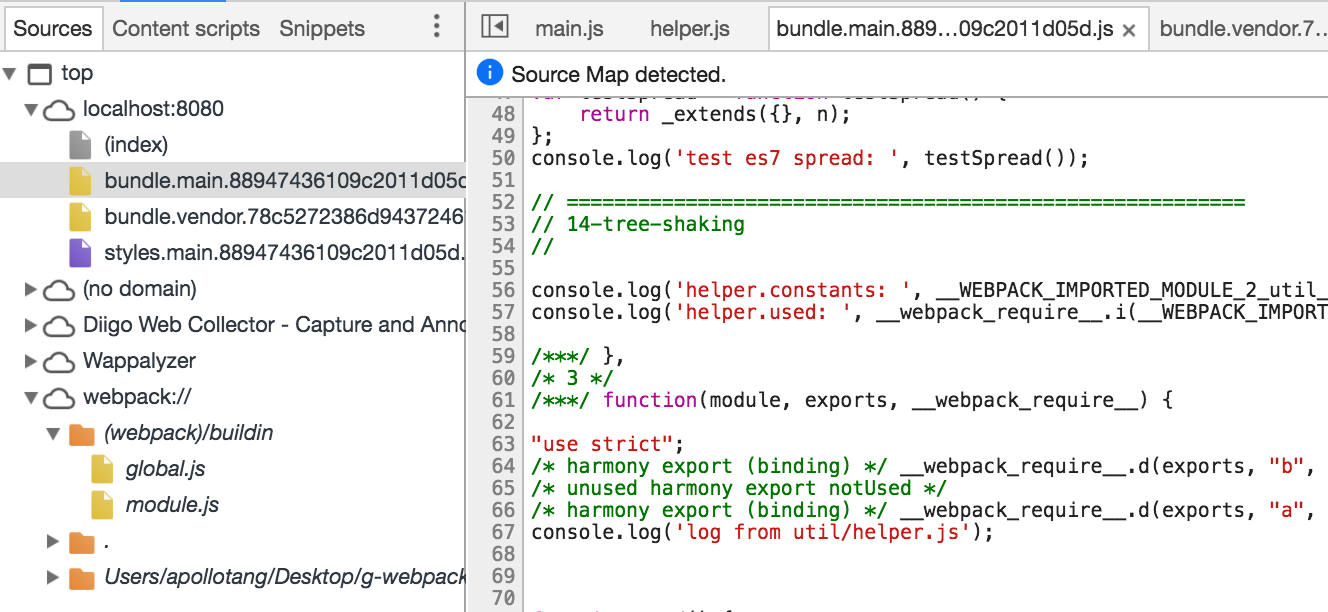 Sources Content scripts Snippets
main.js helper.js bundle.main.889…09c2011d05d.js × bundle.vendor.7…
Source Map detected.
top
localhost:8080
(index)
bundle.main.88947436109c2011d05d
bundle.vendor.78c5272386d9437246
styles.main.88947436109c2011d05d.
(no domain)
Diigo Web Collector - Capture and Anno
Wappalyzer
webpack://
(webpack)/buildin
global.js
module.js
.
Users/apollotang/Desktop/g-webpack
48 return _extends({}, n);
49 };
50 console.log('test es7 spread: ', testSpread());
51
52 // =========================================================
53 // 14-tree-shaking
54 //
55
56 console.log('helper.constants: ', __WEBPACK_IMPORTED_MODULE_2_util_
57 console.log('helper.used: ', __webpack_require__.i(__WEBPACK_IMPORT
58
59 /***/ },
60 /* 3 */
61 /***/ function(module, exports, __webpack_require__) {
62
63 "use strict";
64 /* harmony export (binding) */ __webpack_require__.d(exports, "b",
65 /* unused harmony export notUsed */
66 /* harmony export (binding) */ __webpack_require__.d(exports, "a",
67 console.log('log from util/helper.js');
68
69
70